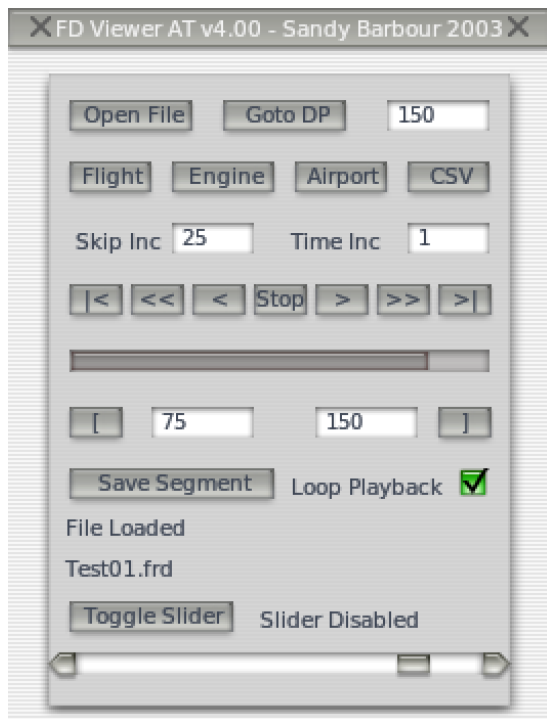 FD Viewer AT v4.00 - Sandy Barbour 2003
Open File Goto DP 150
Flight Engine Airport CSV
Skip Inc 25 Time Inc 1
|< << < Stop > >> >|
[ 75 150 ]
Save Segment Loop Playback
File Loaded
Test01.frd
Toggle Slider Slider Disabled